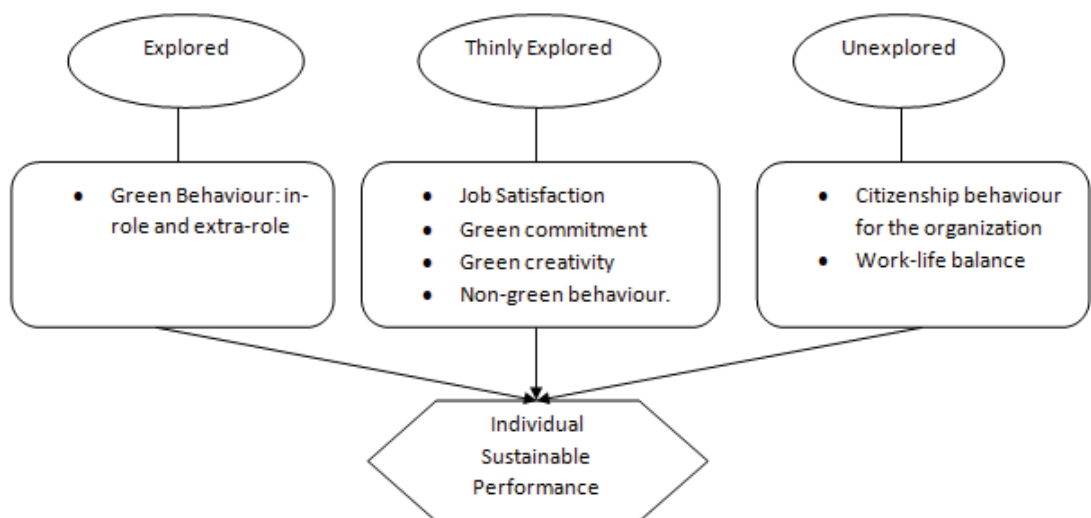 Explored
Thinly Explored
Unexplored
• Green Behaviour: in-
role and extra-role
• Job Satisfaction
• Green commitment
• Green creativity
• Non-green behaviour.
• Citizenship behaviour
for the organization
• Work-life balance
Individual
Sustainable
Performance